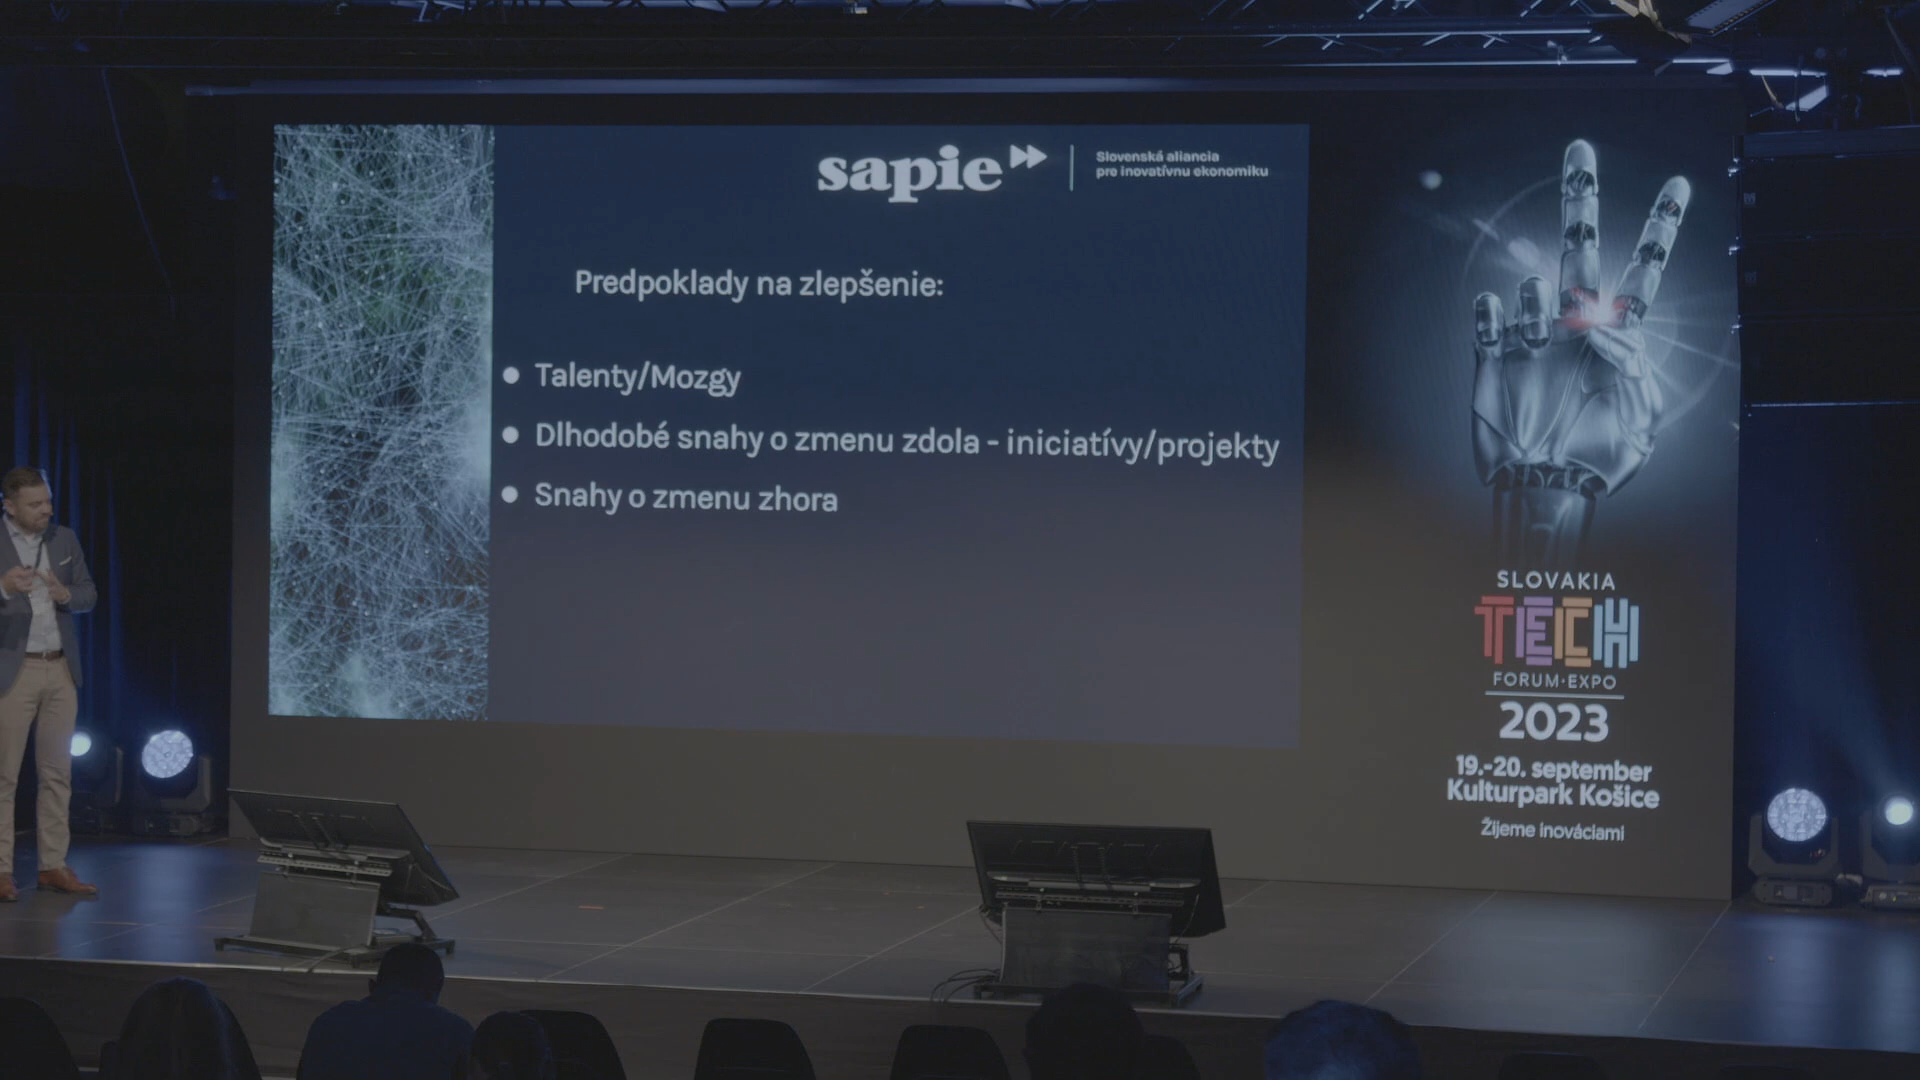 sapie
Slovenská aliancia
pre inovatívnu ekonomiku
Predpoklady na zlepšenie:
Talenty/Mozgy
Dlhodobé snahy o zmenu zdola - iniciatívy/projekty
Snahy o zmenu zhora
SLOVAKIA
TECH
FORUM·EXPO
2023
19.-20. september
Kulturpark Košice
Žijeme inováciami